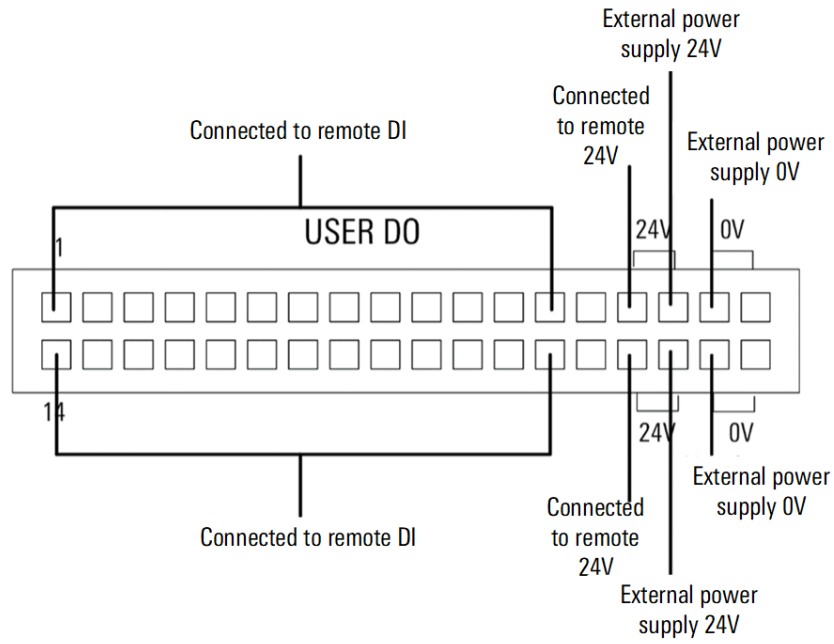 External power
supply 24V
Connected
to remote
24V
Connected to remote DI
External power
supply 0V
USER DO
24V
0V
1
14
24V
0V
External power
supply 0V
Connected
to remote
24V
Connected to remote DI
External power
supply 24V